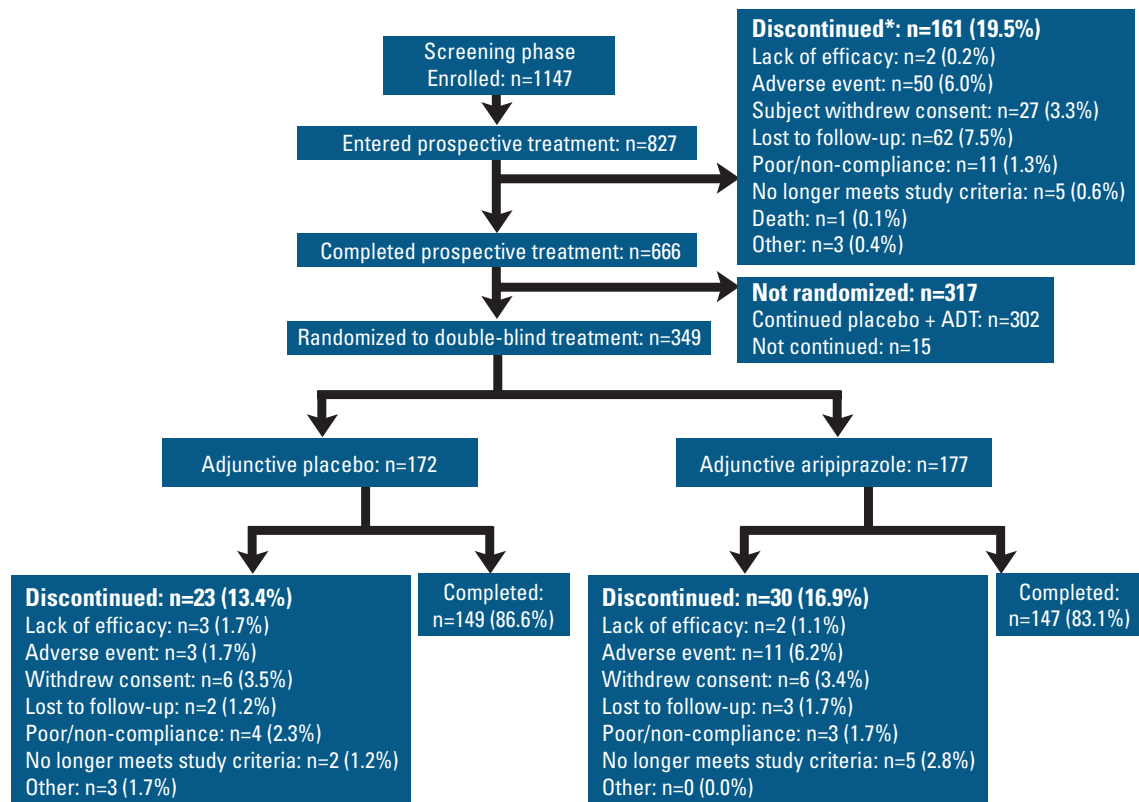 Screening phase
Enrolled: n=1147
Discontinued*: n=161 (19.5%)
Lack of efficacy: n=2 (0.2%)
Adverse event: n=50 (6.0%)
Subject withdrew consent: n=27 (3.3%)
Lost to follow-up: n=62 (7.5%)
Poor/non-compliance: n=11 (1.3%)
No longer meets study criteria: n=5 (0.6%)
Death: n=1 (0.1%)
Other: n=3 (0.4%)
Entered prospective treatment: n=827
Completed prospective treatment: n=666
Not randomized: n=317
Continued placebo + ADT: n=302
Not continued: n=15
Randomized to double-blind treatment: n=349
Adjunctive placebo: n=172
Adjunctive aripiprazole: n=177
Discontinued: n=23 (13.4%)
Lack of efficacy: n=3 (1.7%)
Adverse event: n=3 (1.7%)
Withdrew consent: n=6 (3.5%)
Lost to follow-up: n=2 (1.2%)
Poor/non-compliance: n=4 (2.3%)
No longer meets study criteria: n=2 (1.2%)
Other: n=3 (1.7%)
Completed:
n=149 (86.6%)
Discontinued: n=30 (16.9%)
Lack of efficacy: n=2 (1.1%)
Adverse event: n=11 (6.2%)
Withdrew consent: n=6 (3.4%)
Lost to follow-up: n=3 (1.7%)
Poor/non-compliance: n=3 (1.7%)
No longer meets study criteria: n=5 (2.8%)
Other: n=0 (0.0%)
Completed:
n=147 (83.1%)